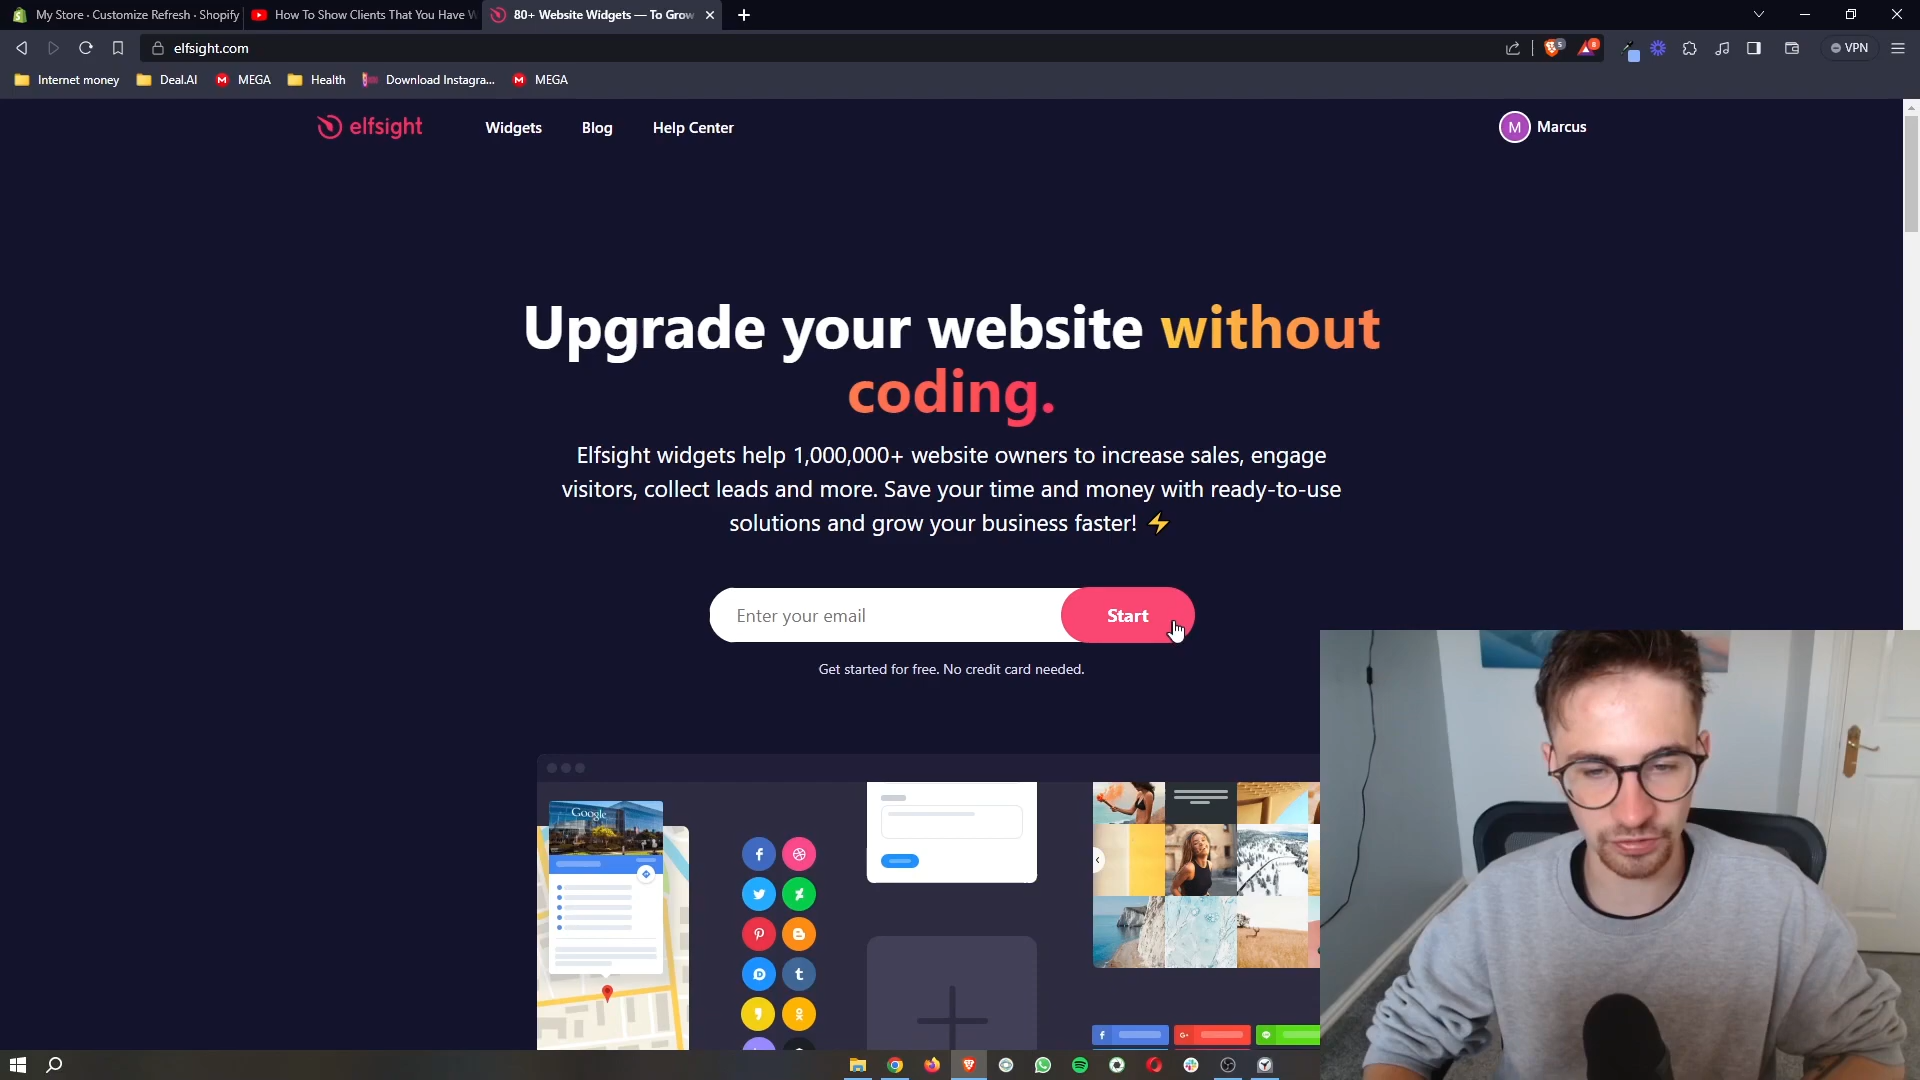 My Store · Customize Refresh · Shopify
How To Show Clients That You Have W
80+ Website Widgets — To Grow
elfsight.com
5
8
VPN
Internet money
Deal.AI
MEGA
Health
Download Instagra...
MEGA
elfsight
Widgets
Blog
Help Center
M
Marcus
Upgrade your website without
coding.
Elfsight widgets help 1,000,000+ website owners to increase sales, engage
visitors, collect leads and more. Save your time and money with ready-to-use
solutions and grow your business faster! ⚡
Enter your email
Start
Get started for free. No credit card needed.
Google